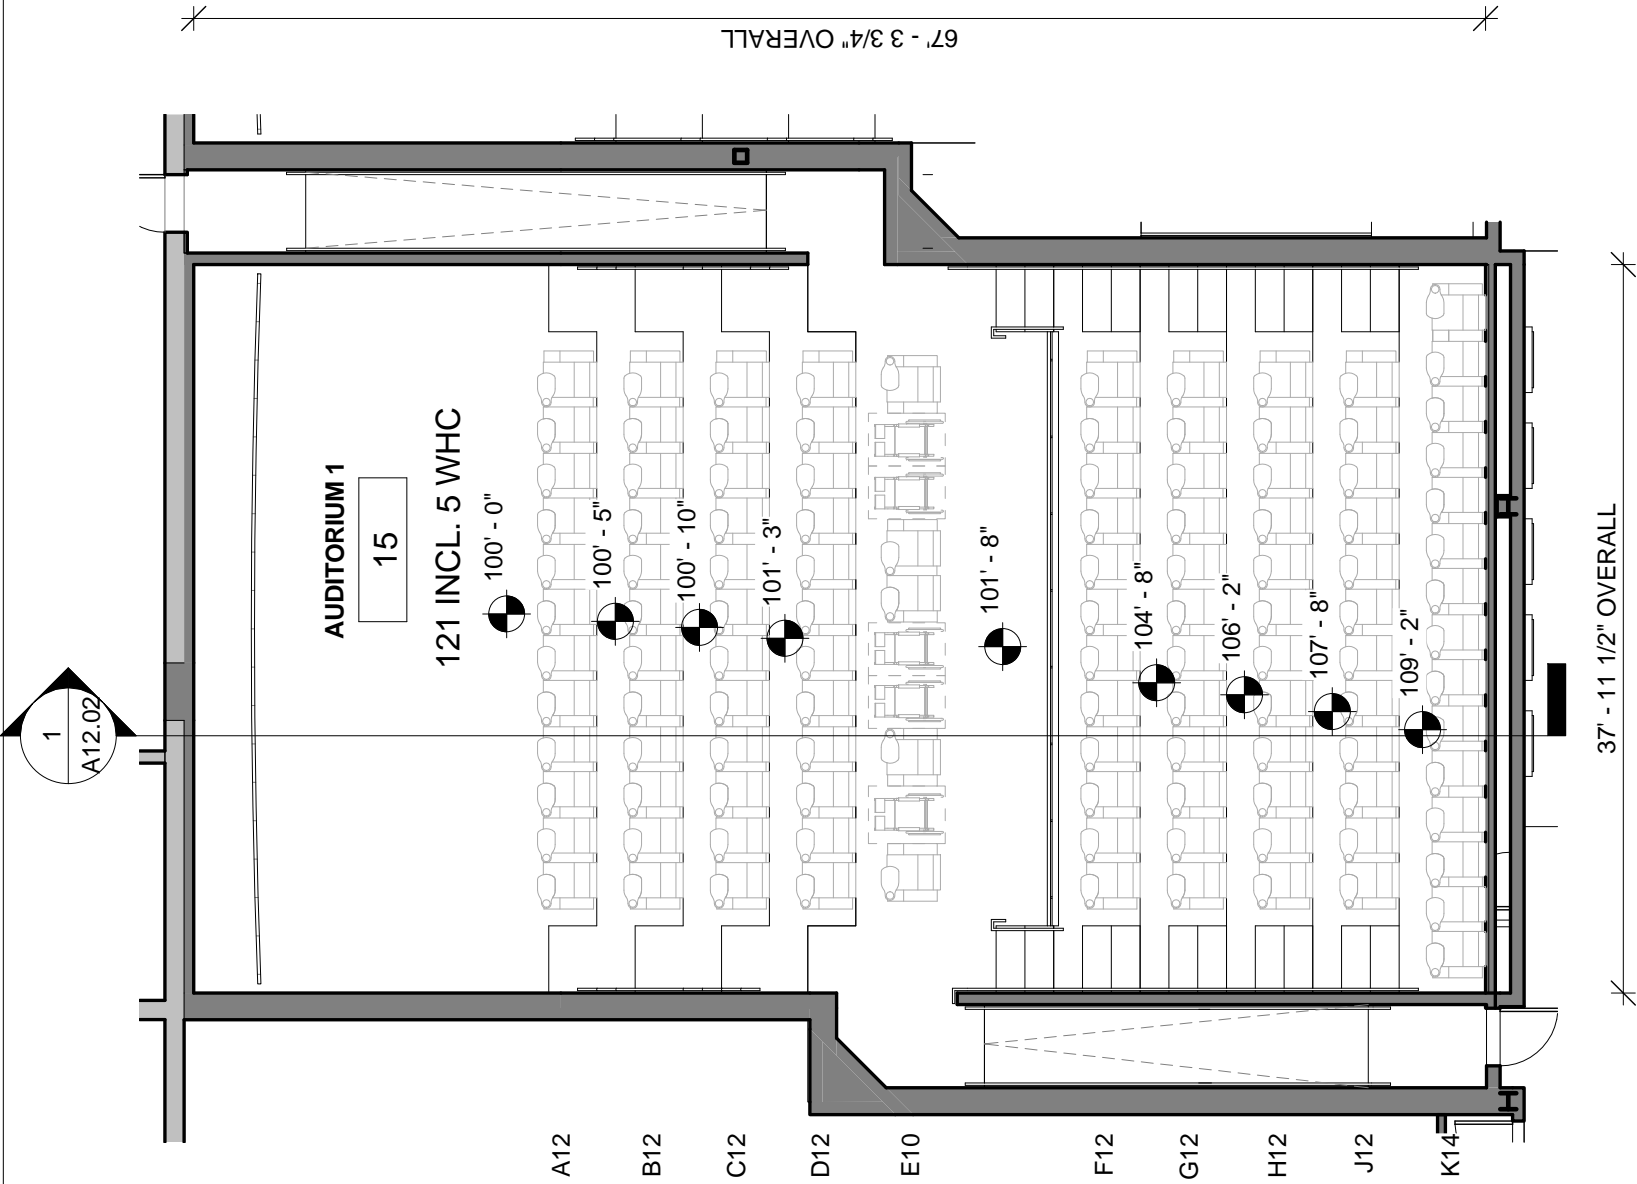 67' - 3 3/4" OVERALL
1
A12.02
AUDITORIUM 1
15
121 INCL. 5 WHC
100' - 0"
100' - 5"
100' - 10"
101' - 3"
101' - 8"
104' - 8"
106' - 2"
107' - 8"
109' - 2"
37' - 11 1/2" OVERALL
A12
B12
C12
D12
E10
F12
G12
H12
J12
K14